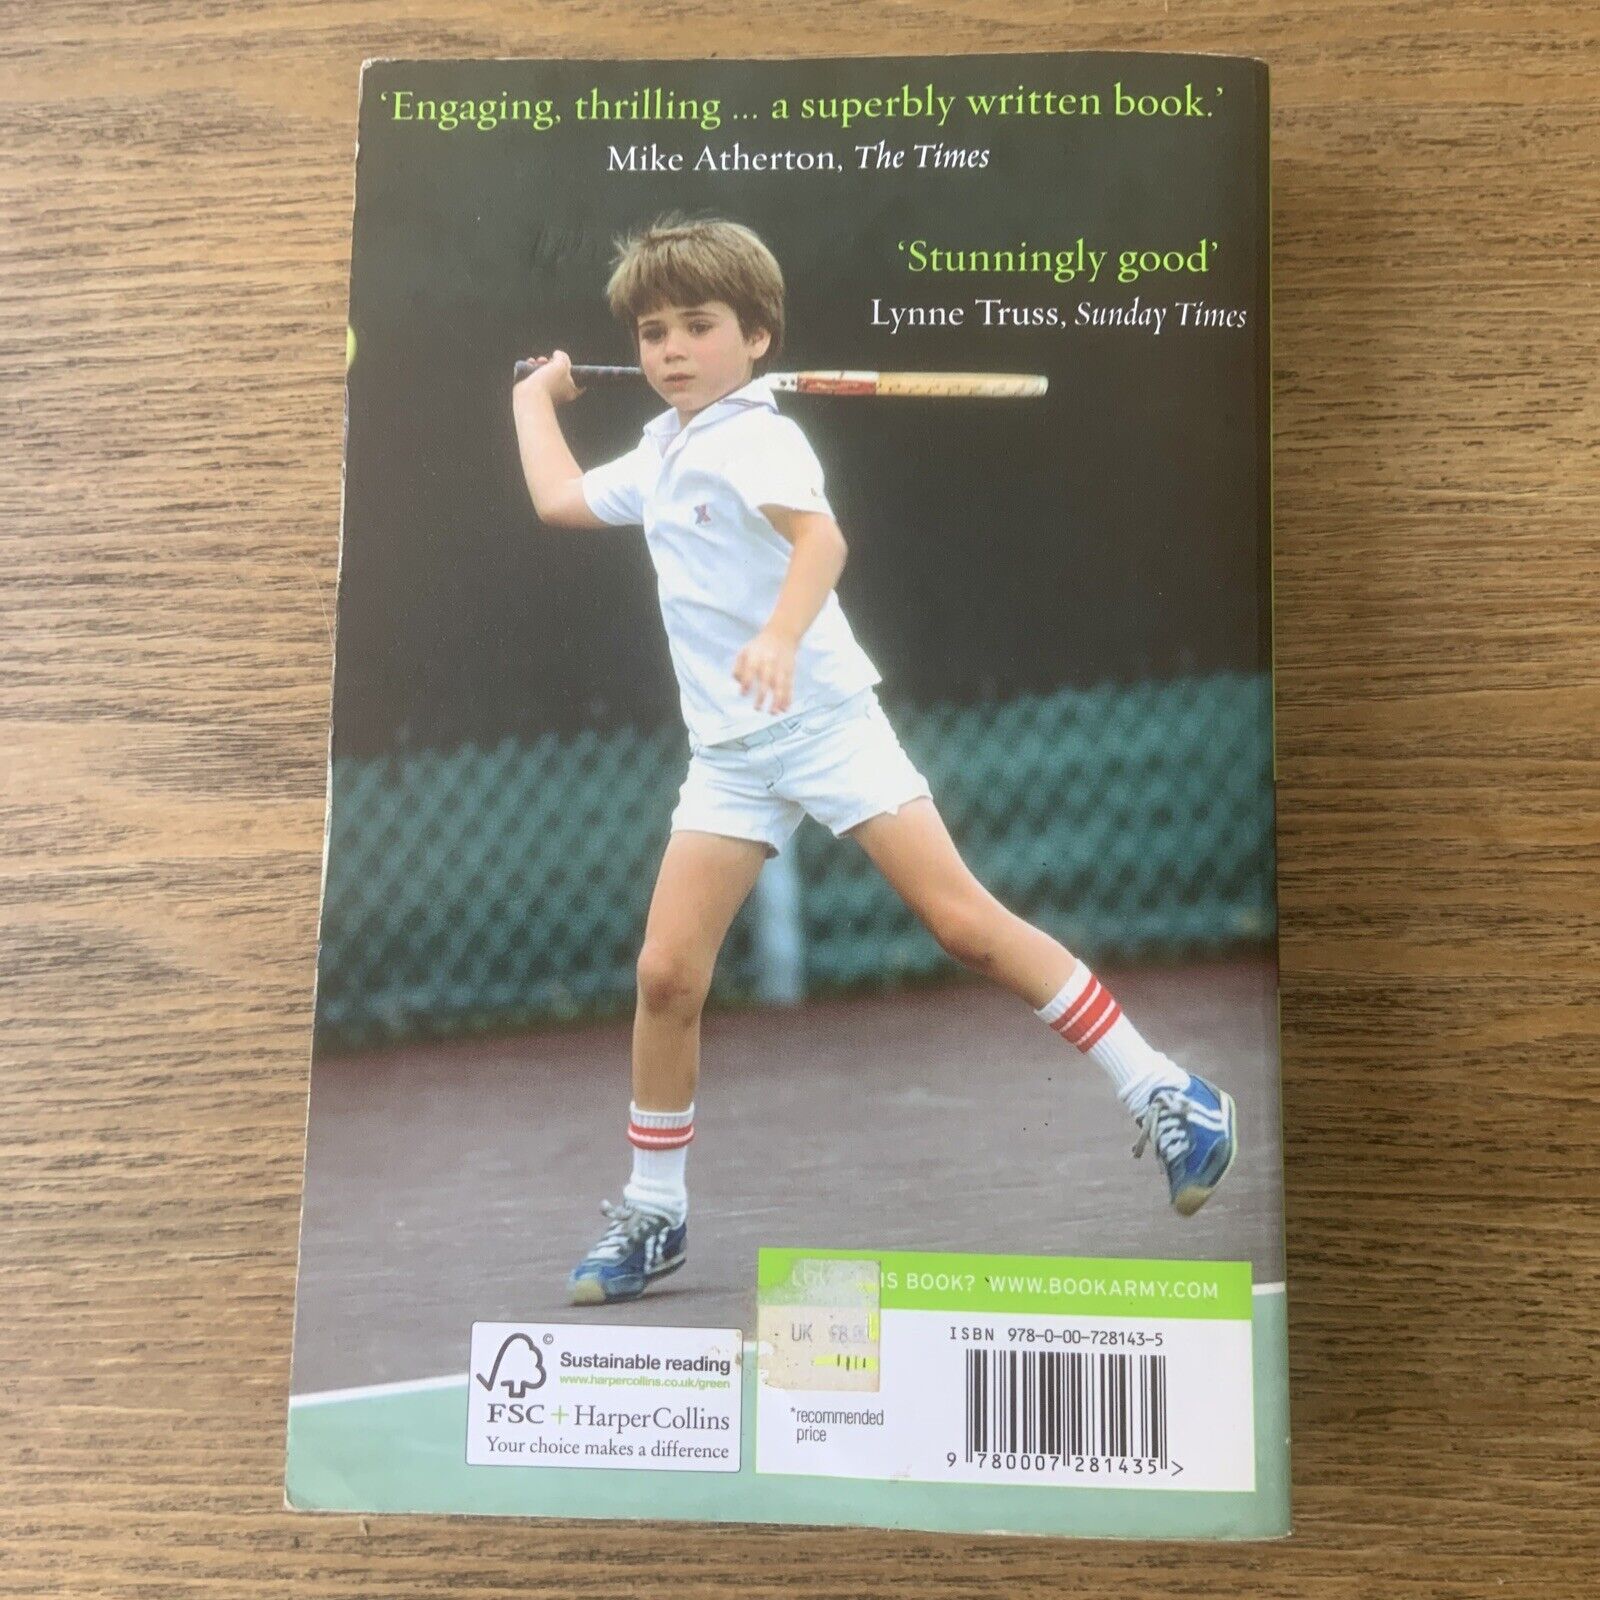 ‘Engaging, thrilling ... a superbly written book.’
Mike Atherton, The Times
‘Stunningly good’
Lynne Truss, Sunday Times
IS BOOK? WWW.BOOKARMY.COM
UK £8.
ISBN 978-0-00-728143-5
*recommended
price
9 780007 281435 >
©
Sustainable reading
www.harpercollins.co.uk/green
FSC + HarperCollins
Your choice makes a difference